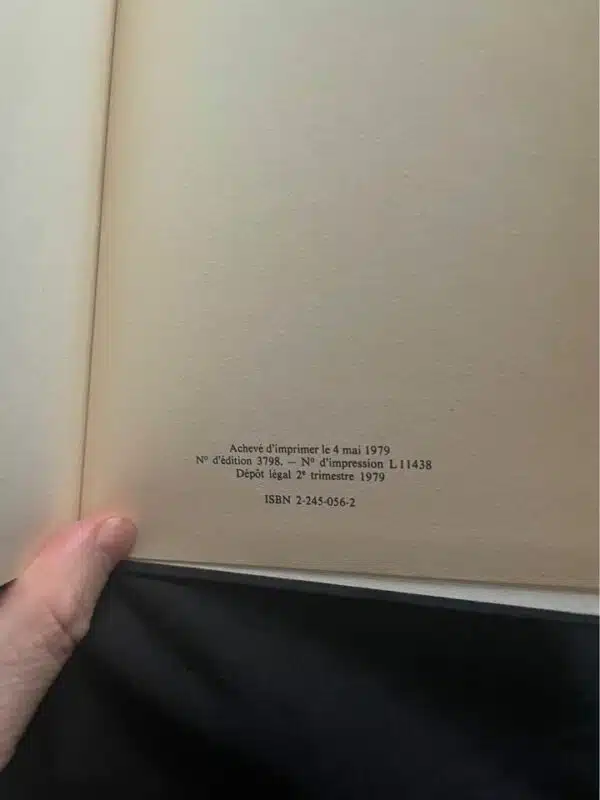 Achevé d'imprimer le 4 mai 1979
N° d'édition 3798. — N° d'impression L 11438
Dépôt légal 2e trimestre 1979
ISBN 2-245-056-2